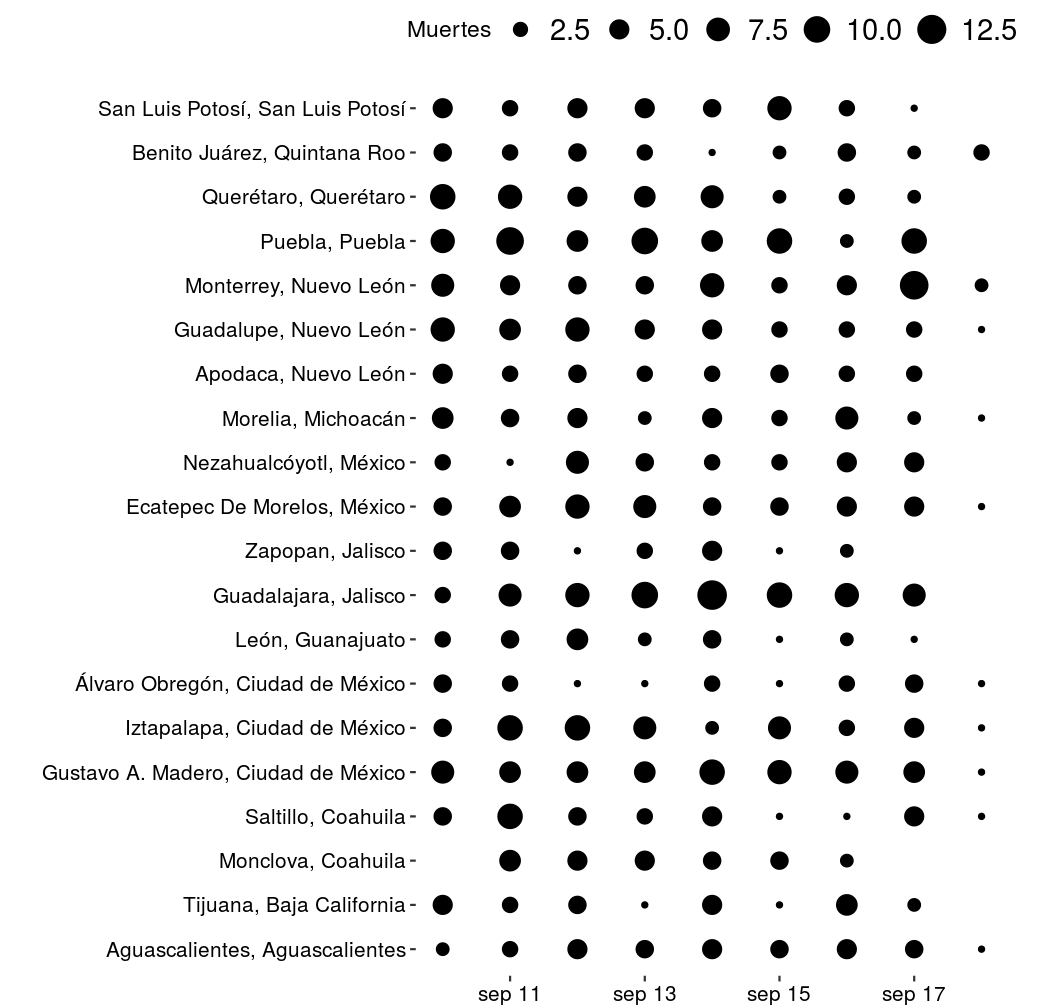 Muertes 2.5 5.0 7.5 10.0 12.5
San Luis Potosí, San Luis Potosí
Benito Juárez, Quintana Roo
Querétaro, Querétaro
Puebla, Puebla
Monterrey, Nuevo León
Guadalupe, Nuevo León
Apodaca, Nuevo León
Morelia, Michoacán
Nezahualcóyotl, México
Ecatepec De Morelos, México
Zapopan, Jalisco
Guadalajara, Jalisco
León, Guanajuato
Álvaro Obregón, Ciudad de México
Iztapalapa, Ciudad de México
Gustavo A. Madero, Ciudad de México
Saltillo, Coahuila
Monclova, Coahuila
Tijuana, Baja California
Aguascalientes, Aguascalientes
sep 11 sep 13 sep 15 sep 17